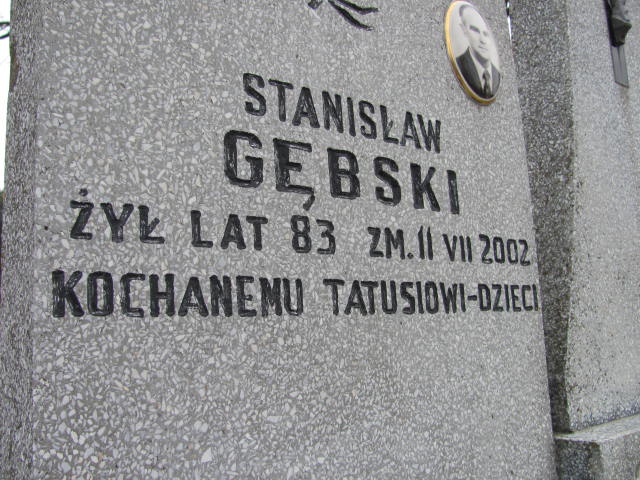 STANISŁAW
GĘBSKI
ŻYŁ LAT 83 ZM. 11 VII 2002
KOCHANEMU TATUSIOWI-DZIECI